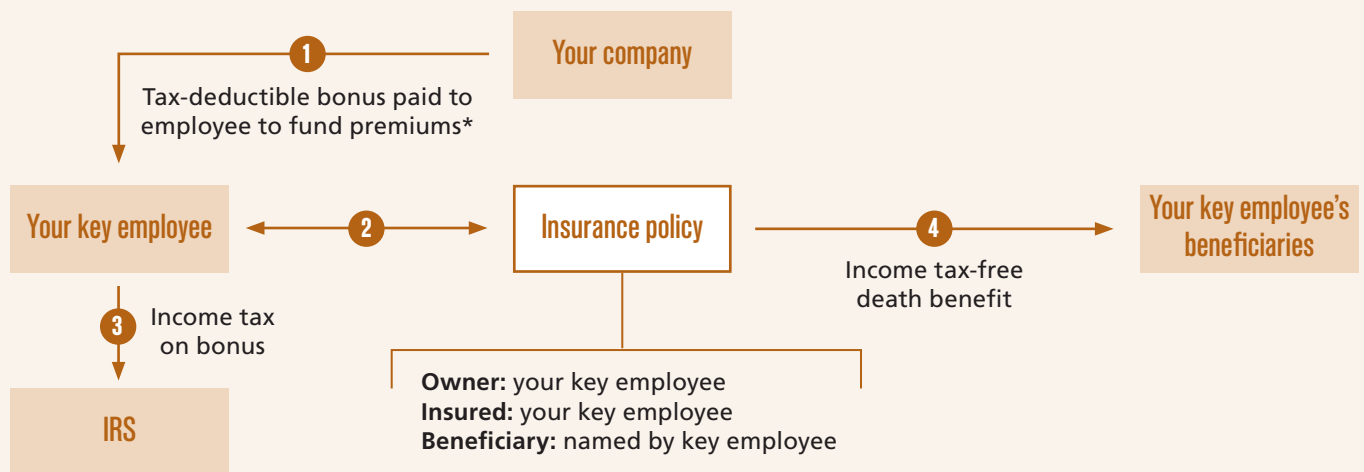 1
Your company
Tax-deductible bonus paid to
employee to fund premiums*
Your key employee
2
Insurance policy
4
Your key employee's
beneficiaries
Income tax-free
death benefit
3
Income tax
on bonus
Owner: your key employee
Insured: your key employee
Beneficiary: named by key employee
IRS